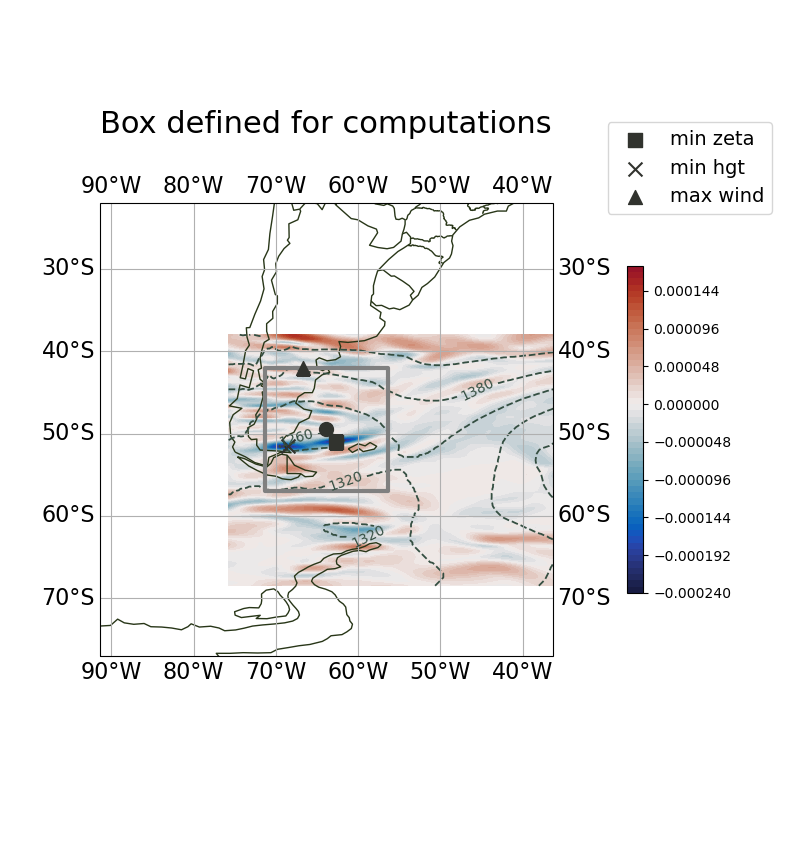 Box defined for computations
min zeta
min hgt
max wind
90°W 80°W 70°W 60°W 50°W 40°W
30°S 30°S
40°S 40°S
50°S 50°S
60°S 60°S
70°S 70°S
1380
1260
1320
1320
90°W 80°W 70°W 60°W 50°W 40°W
0.000144
0.000096
0.000048
0.000000
−0.000048
−0.000096
−0.000144
−0.000192
−0.000240